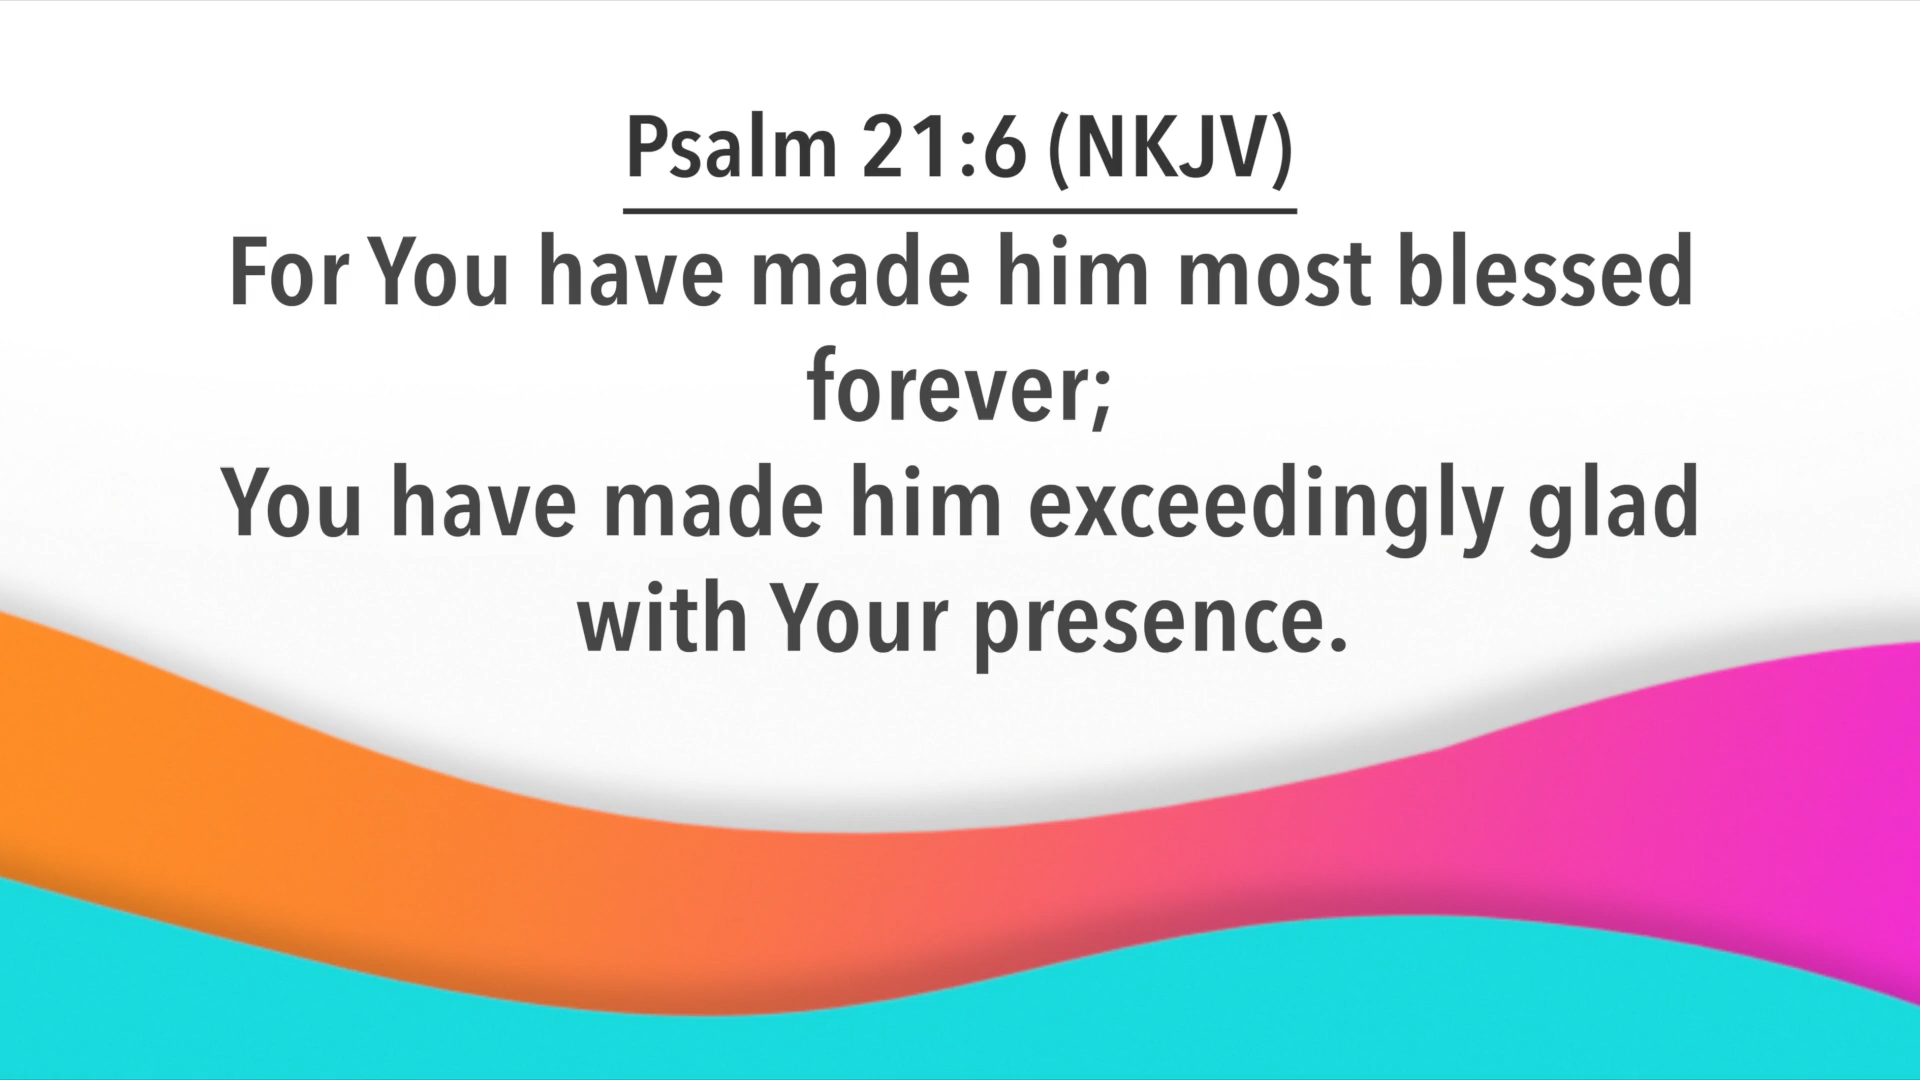 Psalm 21:6 (NKJV)
For You have made him most blessed
forever;
You have made him exceedingly glad
with Your presence.